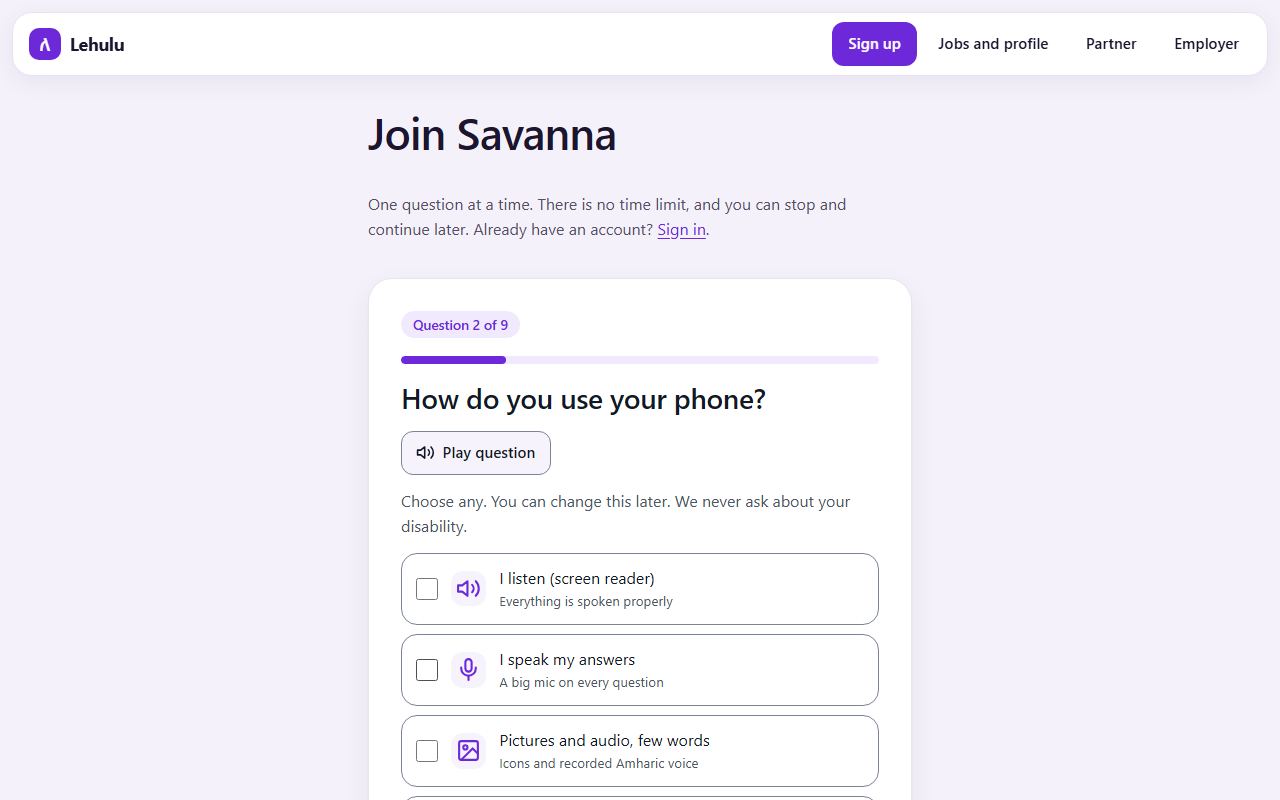 Lehulu
Sign up
Jobs and profile
Partner
Employer
Join Savanna
One question at a time. There is no time limit, and you can stop and
continue later. Already have an account? Sign in.
Question 2 of 9
How do you use your phone?
Play question
Choose any. You can change this later. We never ask about your
disability.
I listen (screen reader)
Everything is spoken properly
I speak my answers
A big mic on every question
Pictures and audio, few words
Icons and recorded Amharic voice